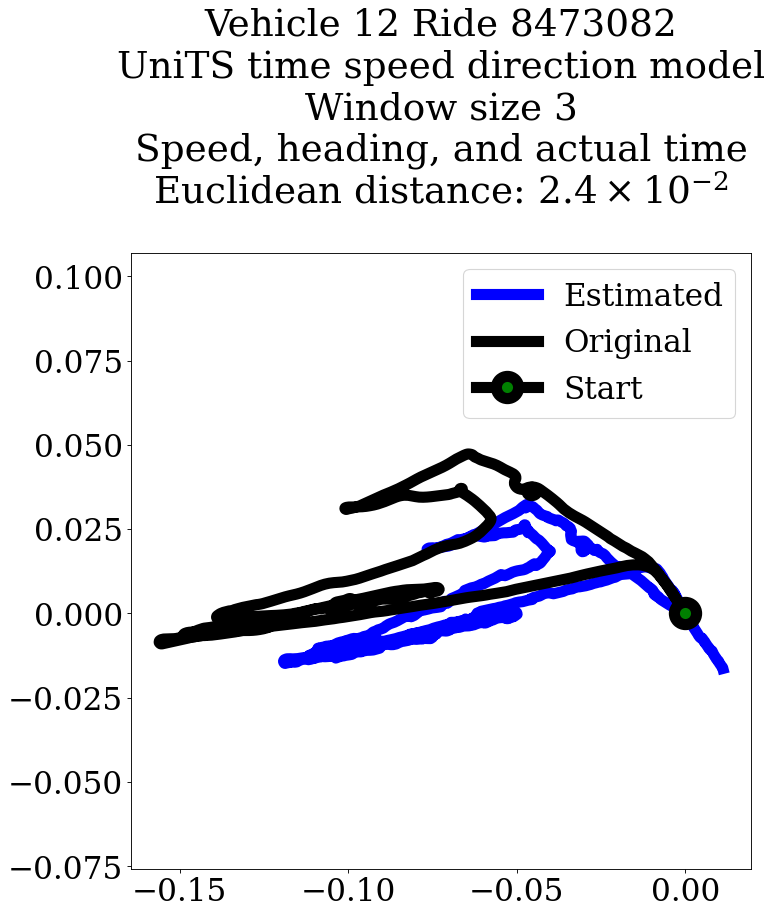 Vehicle 12 Ride 8473082
UniTS time speed direction model
Window size 3
Speed, heading, and actual time
Euclidean distance: 2.4 × 10⁻²
Estimated
Original
Start
0.100
0.075
0.050
0.025
0.000
−0.025
−0.050
−0.075
−0.15 −0.10 −0.05 0.00